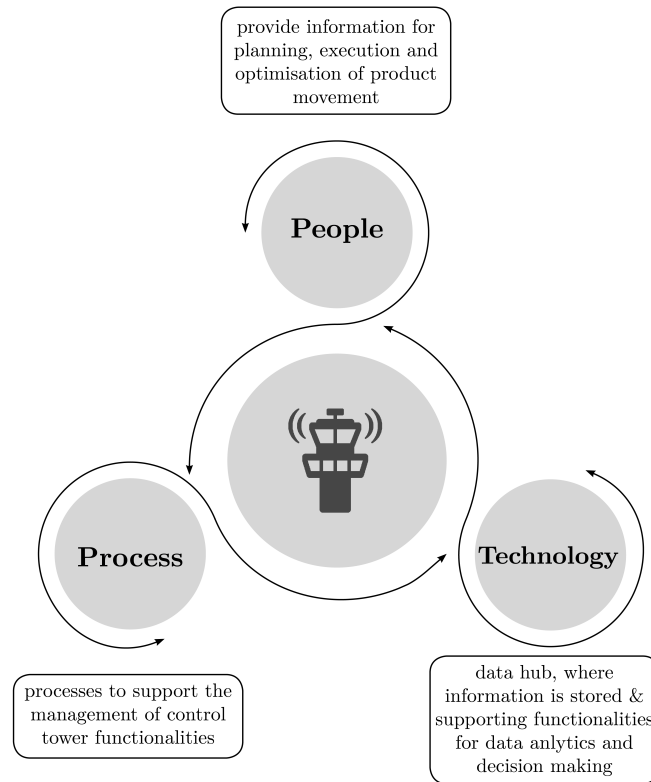 provide information for
planning, execution and
optimisation of product
movement
People
Process
Technology
processes to support the
management of control
tower functionalities
data hub, where
information is stored &
supporting functionalities
for data anlytics and
decision making